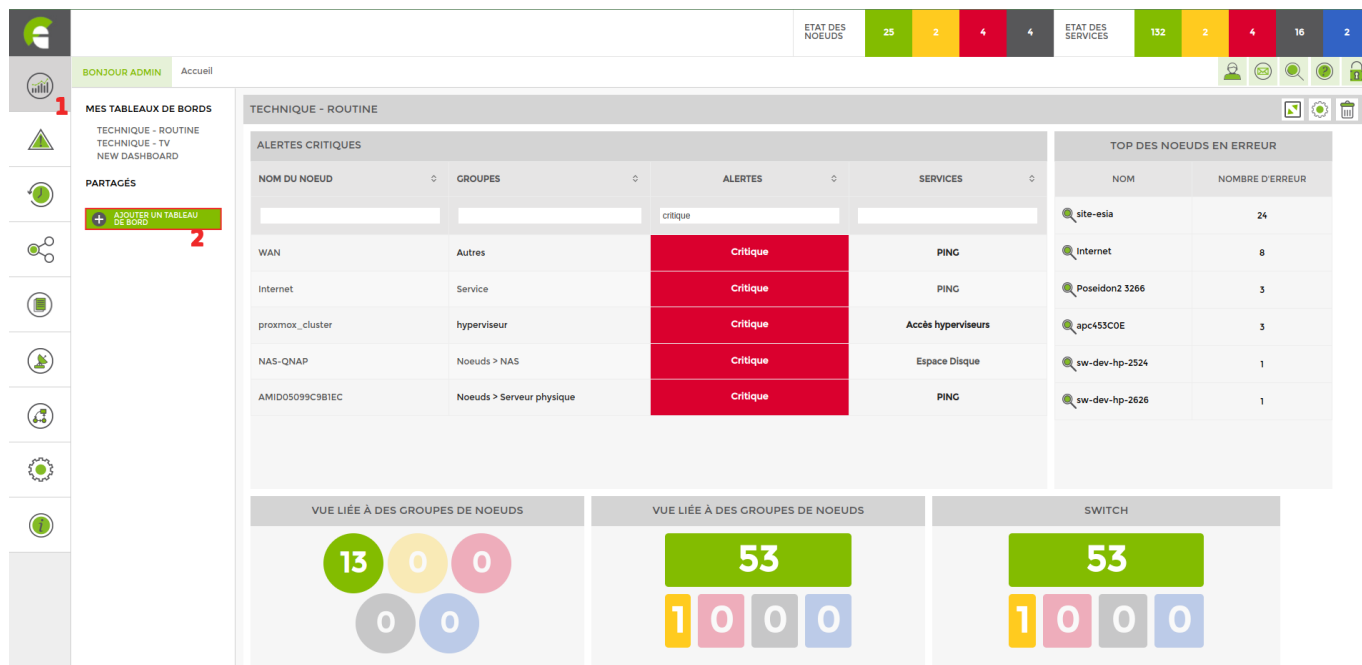 ETAT DES NOEUDS
25 2 4 4
ETAT DES SERVICES
132 2 4 16 2
BONJOUR ADMIN Accueil
1
MES TABLEAUX DE BORDS
TECHNIQUE - ROUTINE
TECHNIQUE - TV
NEW DASHBOARD
PARTAGÉS
AJOUTER UN TABLEAU
DE BORD
2
TECHNIQUE - ROUTINE
ALERTES CRITIQUES
NOM DU NOEUD GROUPES ALERTES SERVICES
critique
WAN Autres Critique PING
Internet Service Critique PING
proxmox_cluster hyperviseur Critique Accès hyperviseurs
NAS-QNAP Noeuds > NAS Critique Espace Disque
AMID05099C9B1EC Noeuds > Serveur physique Critique PING
TOP DES NOEUDS EN ERREUR
NOM NOMBRE D'ERREUR
site-esia 24
Internet 8
Poseidon2 3266 3
apc453C0E 3
sw-dev-hp-2524 1
sw-dev-hp-2626 1
VUE LIÉE À DES GROUPES DE NOEUDS
13 0 0
0 0
VUE LIÉE À DES GROUPES DE NOEUDS
53
1 0 0 0
SWITCH
53
1 0 0 0